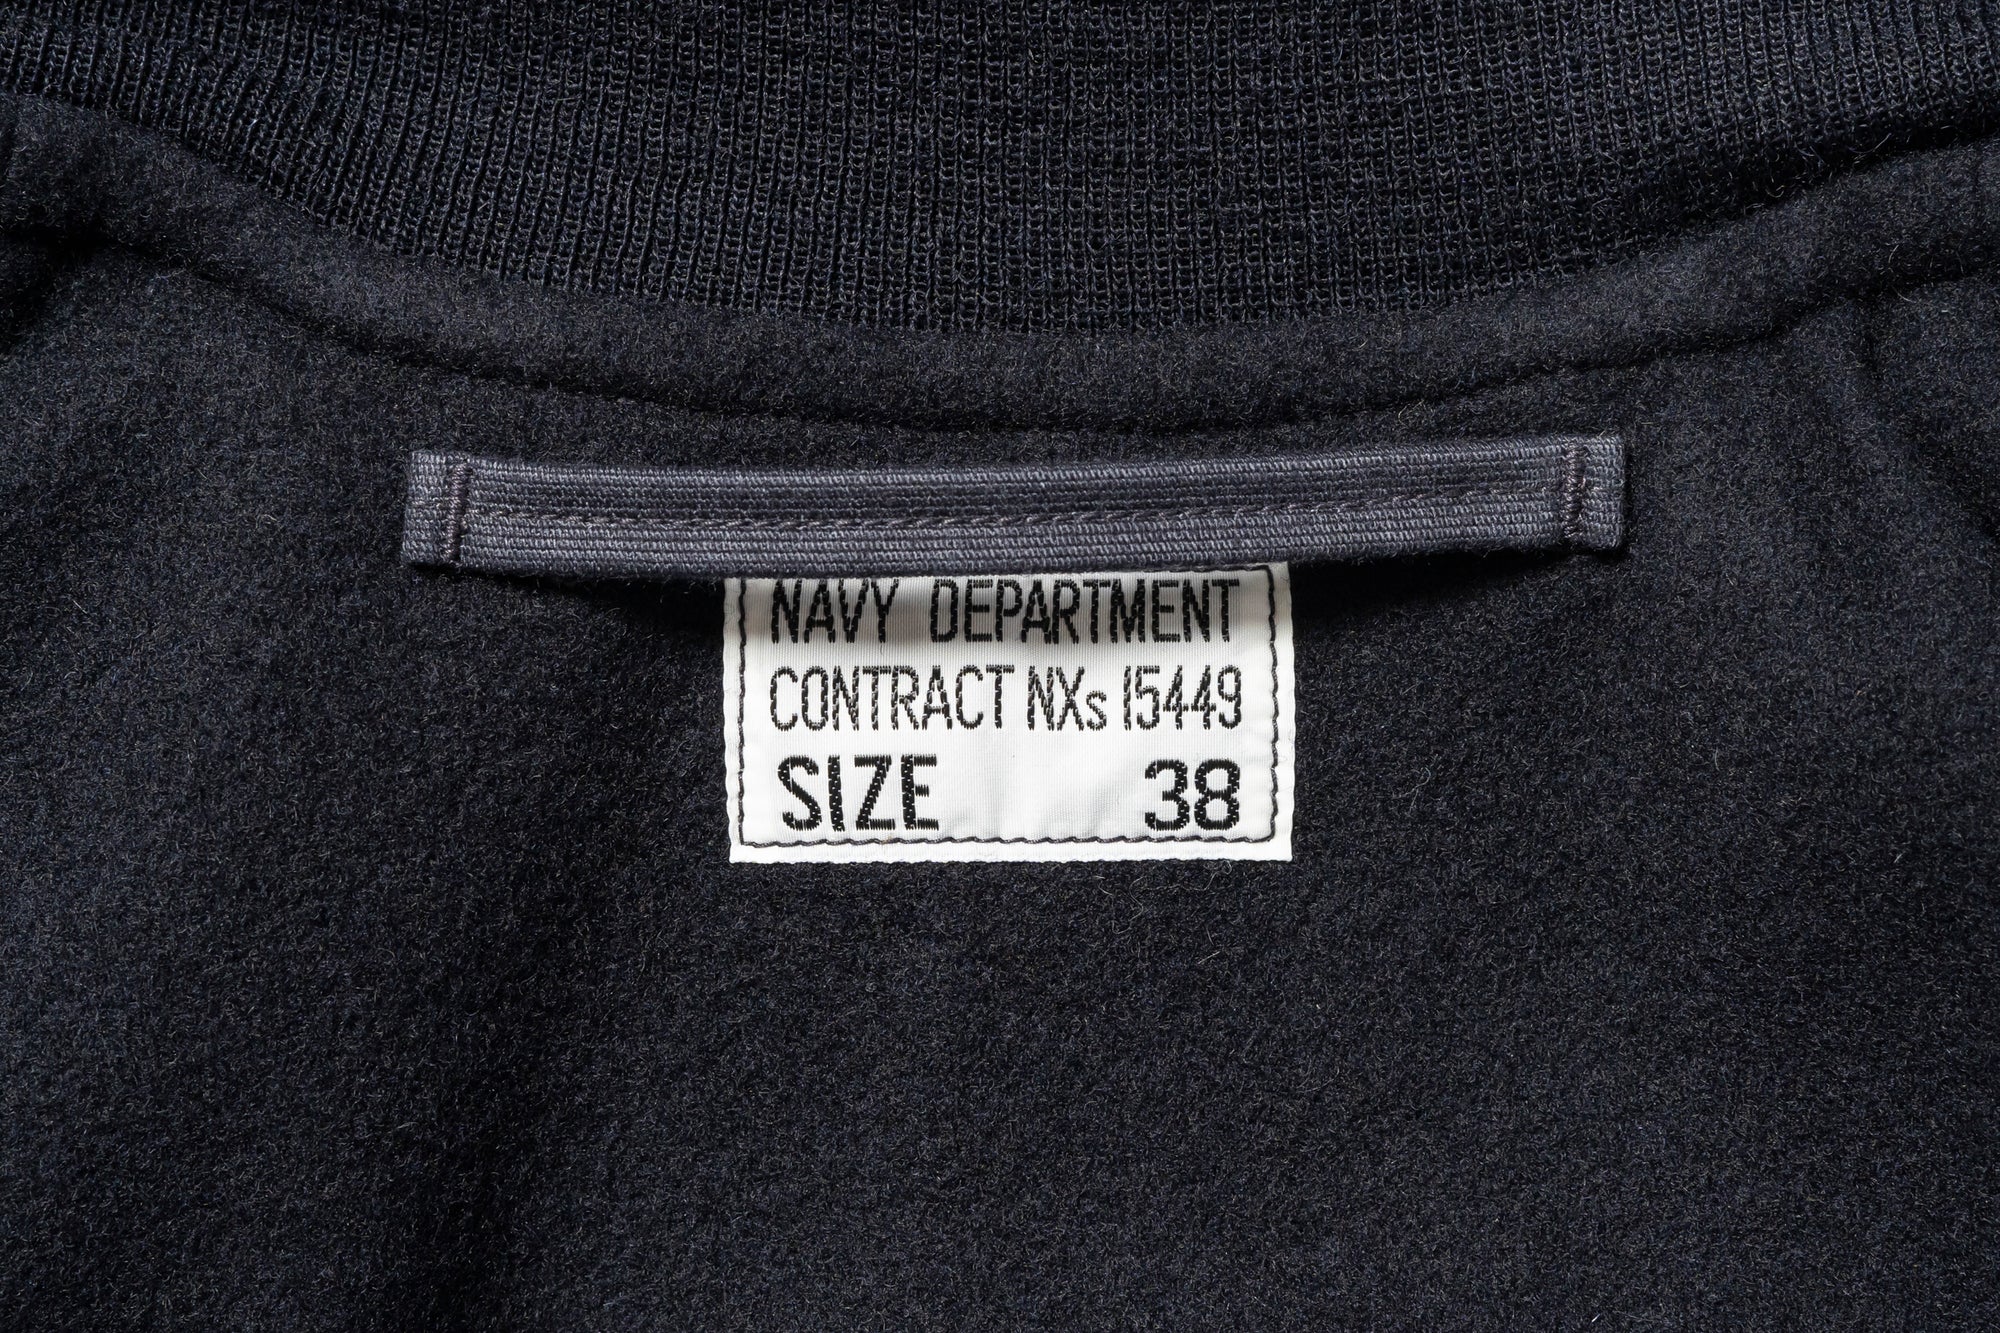 NAVY DEPARTMENT
CONTRACT NXs 15449
SIZE 38